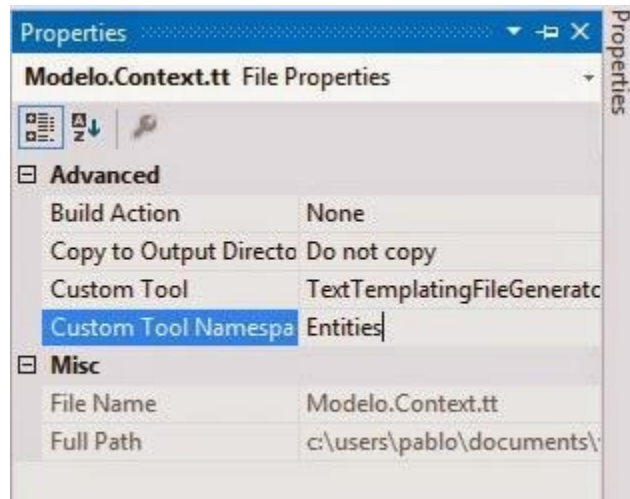 Properties
Properties
Modelo.Context.tt File Properties
Advanced
Build Action None
Copy to Output Directo Do not copy
Custom Tool TextTemplatingFileGeneratc
Custom Tool Namespa Entities
Misc
File Name Modelo.Context.tt
Full Path c:\users\pablo\documents\